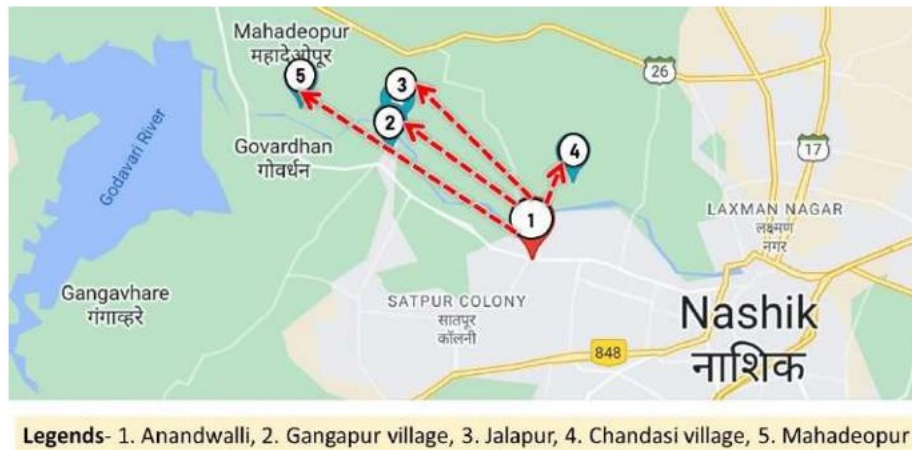 Mahadeopur
महादेओपूर
5
3
2
26
Godavari River
Govardhan
गोवर्धन
4
17
1
LAXMAN NAGAR
लक्ष्मण
नगर
Gangavhare
गंगाव्हरे
SATPUR COLONY
सातपूर
कॉलनी
Nashik
नाशिक
848
Legends- 1. Anandwalli, 2. Gangapur village, 3. Jalapur, 4. Chandasi village, 5. Mahadeopur